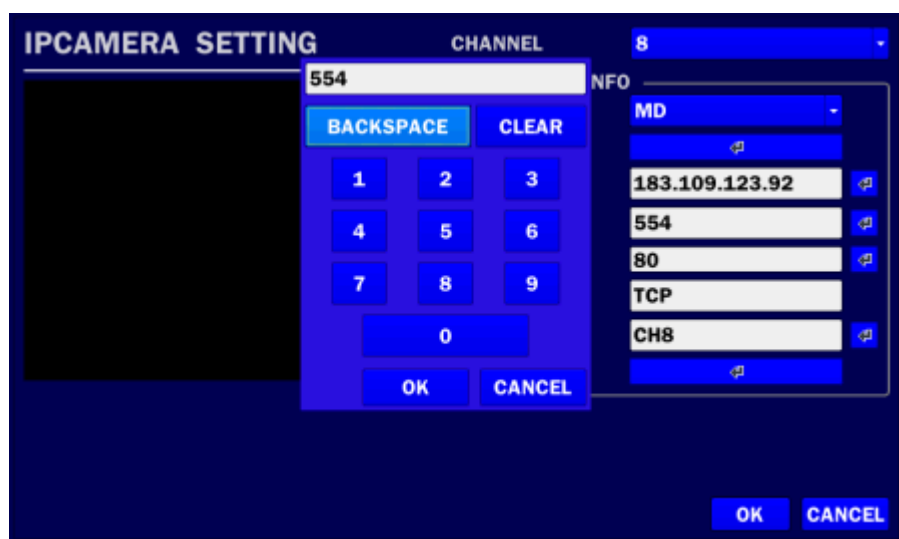 IPCAMERA SETTING CHANNEL 8
554
NFO
BACKSPACE CLEAR
MD
1 2 3
183.109.123.92
4 5 6
554
80
7 8 9
TCP
0
CH8
OK CANCEL
OK CANCEL